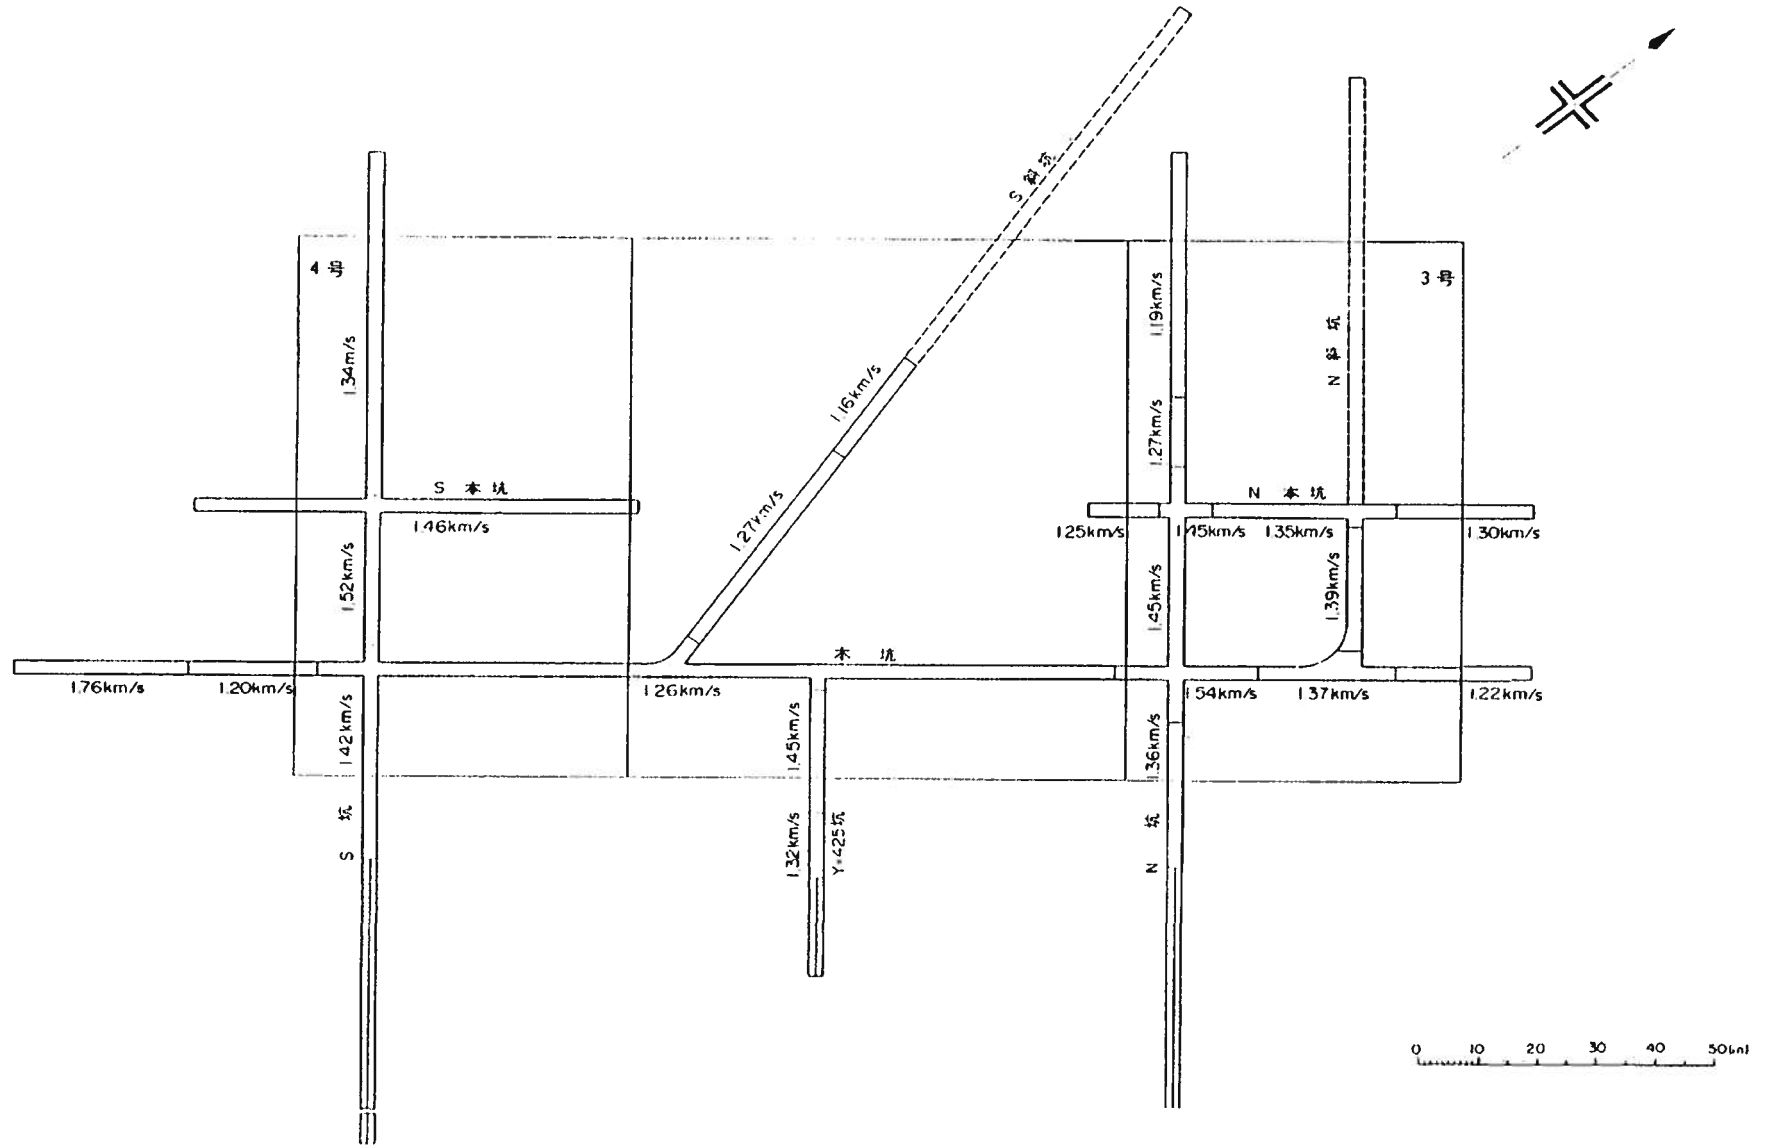 S 斜 坑
4 号
3 号
1.19km/s
N 斜 坑
1.34m/s
1.16km/s
1.27km/s
S 本 坑
N 本 坑
1.46km/s
1.27km/s
1.25km/s
1.45km/s
1.35km/s
1.30km/s
1.52km/s
1.45km/s
1.39km/s
本 坑
1.76km/s
1.20km/s
1.26km/s
1.54km/s
1.37km/s
1.22km/s
1.42km/s
1.45km/s
1.36km/s
S 坑
1.32km/s
Y=425坑
N 坑
0 10 20 30 40 50(m)